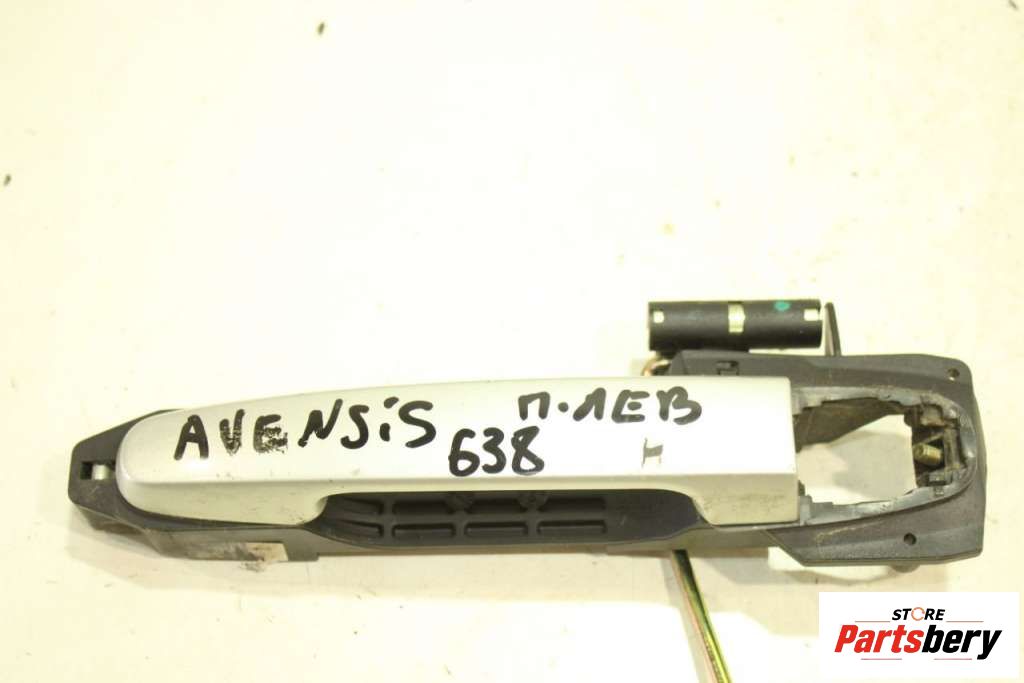 AVENSiS
П.ЛЕВ
638
н
STORE
Partsbery